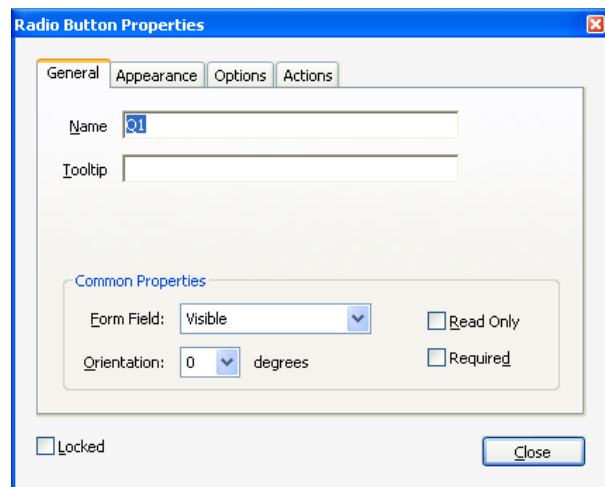 Radio Button Properties
General Appearance Options Actions
Name Q1
Tooltip
Common Properties
Form Field: Visible Read Only
Orientation: 0 degrees Required
Locked Close